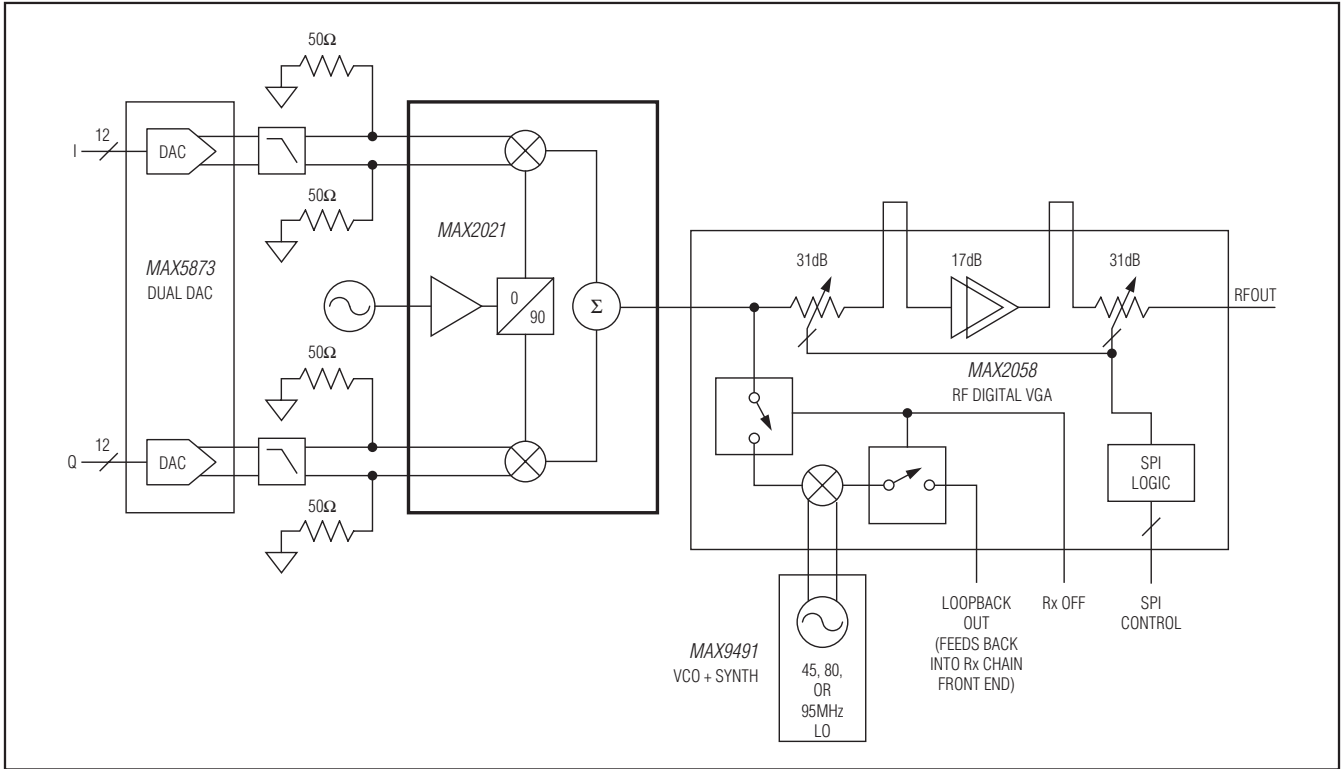 50Ω
12
I
DAC
50Ω
MAX5873
DUAL DAC
MAX2021
0
90
Σ
50Ω
12
Q
DAC
50Ω
31dB
17dB
31dB
RFOUT
MAX2058
RF DIGITAL VGA
SPI
LOGIC
LOOPBACK
OUT
(FEEDS BACK
INTO Rx CHAIN
FRONT END)
Rx OFF
SPI
CONTROL
MAX9491
VCO + SYNTH
45, 80,
OR
95MHz
LO